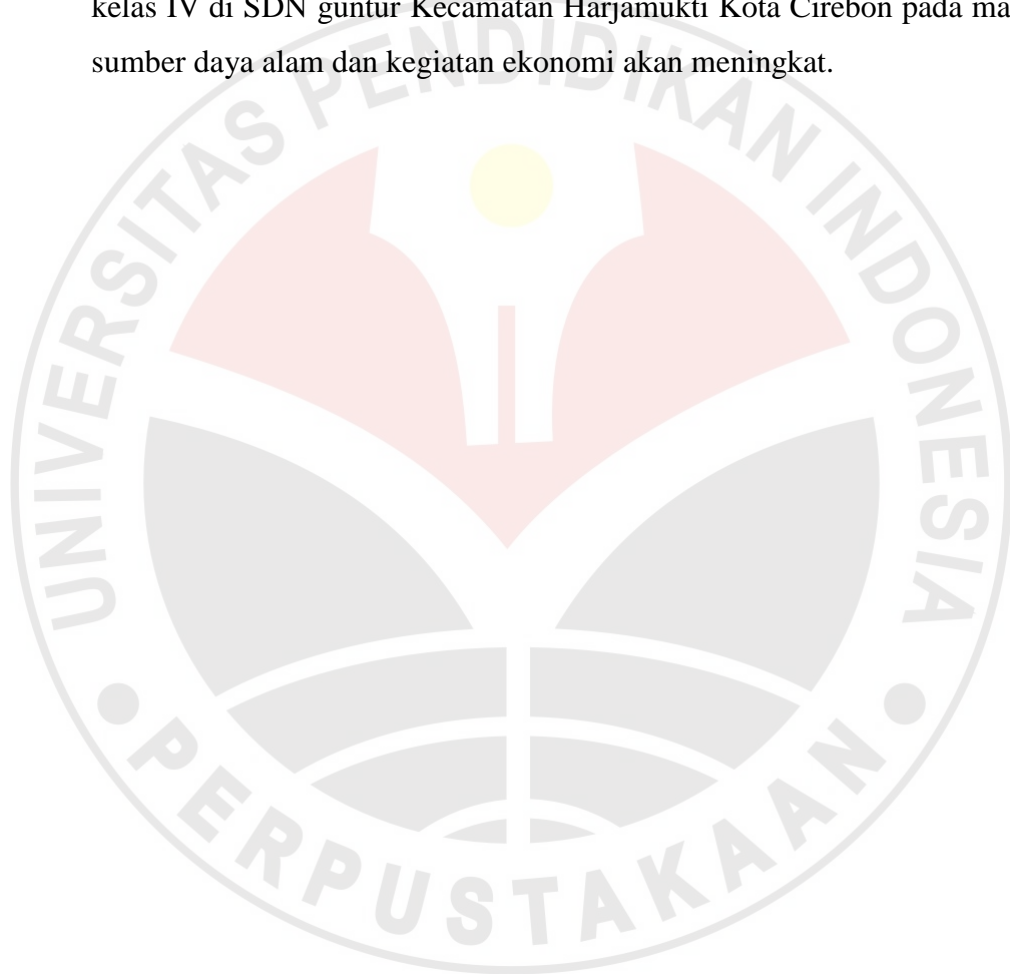 kelas IV di SDN guntur Kecamatan Harjamukti Kota Cirebon pada ma
sumber daya alam dan kegiatan ekonomi akan meningkat.
UNIVERSITAS PENDIDIKAN INDONESIA
PERPUSTAKAAN